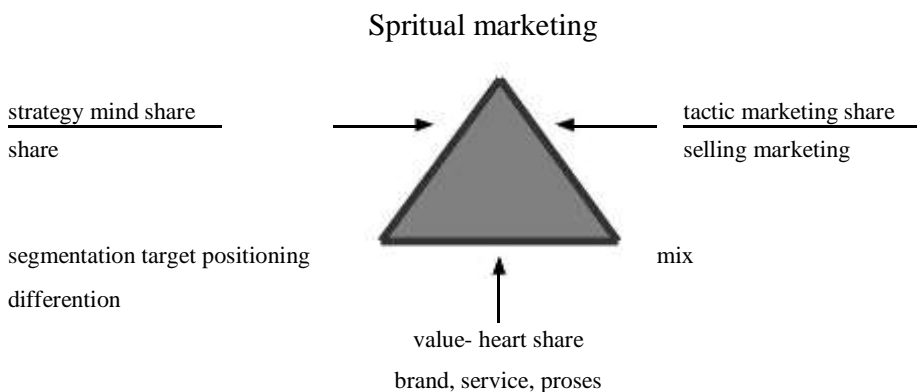 Spritual marketing
strategy mind share
share
tactic marketing share
selling marketing
segmentation target positioning
differention
mix
value- heart share
brand, service, proses